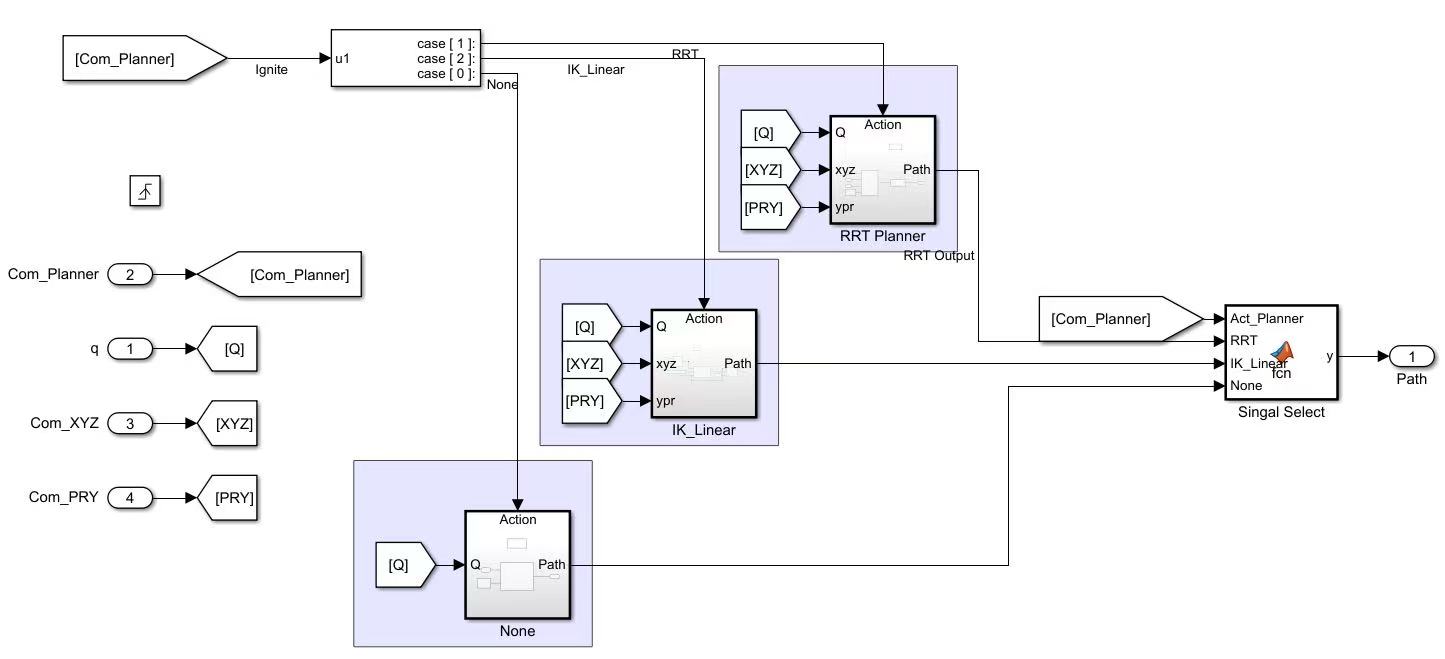 [Com_Planner]
Ignite
u1
case [ 1 ]:
case [ 2 ]:
case [ 0 ]:
RRT
IK_Linear
None
Action
[Q]
Q
[XYZ]
xyz
Path
[PRY]
ypr
RRT Planner
RRT Output
Com_Planner
2
[Com_Planner]
q
1
[Q]
Com_XYZ
3
[XYZ]
Com_PRY
4
[PRY]
Action
[Q]
Q
[XYZ]
xyz
Path
[PRY]
ypr
IK_Linear
Action
[Q]
Q
Path
None
[Com_Planner]
Act_Planner
RRT
IK_Linear
None
fcn
y
Singal Select
1
Path